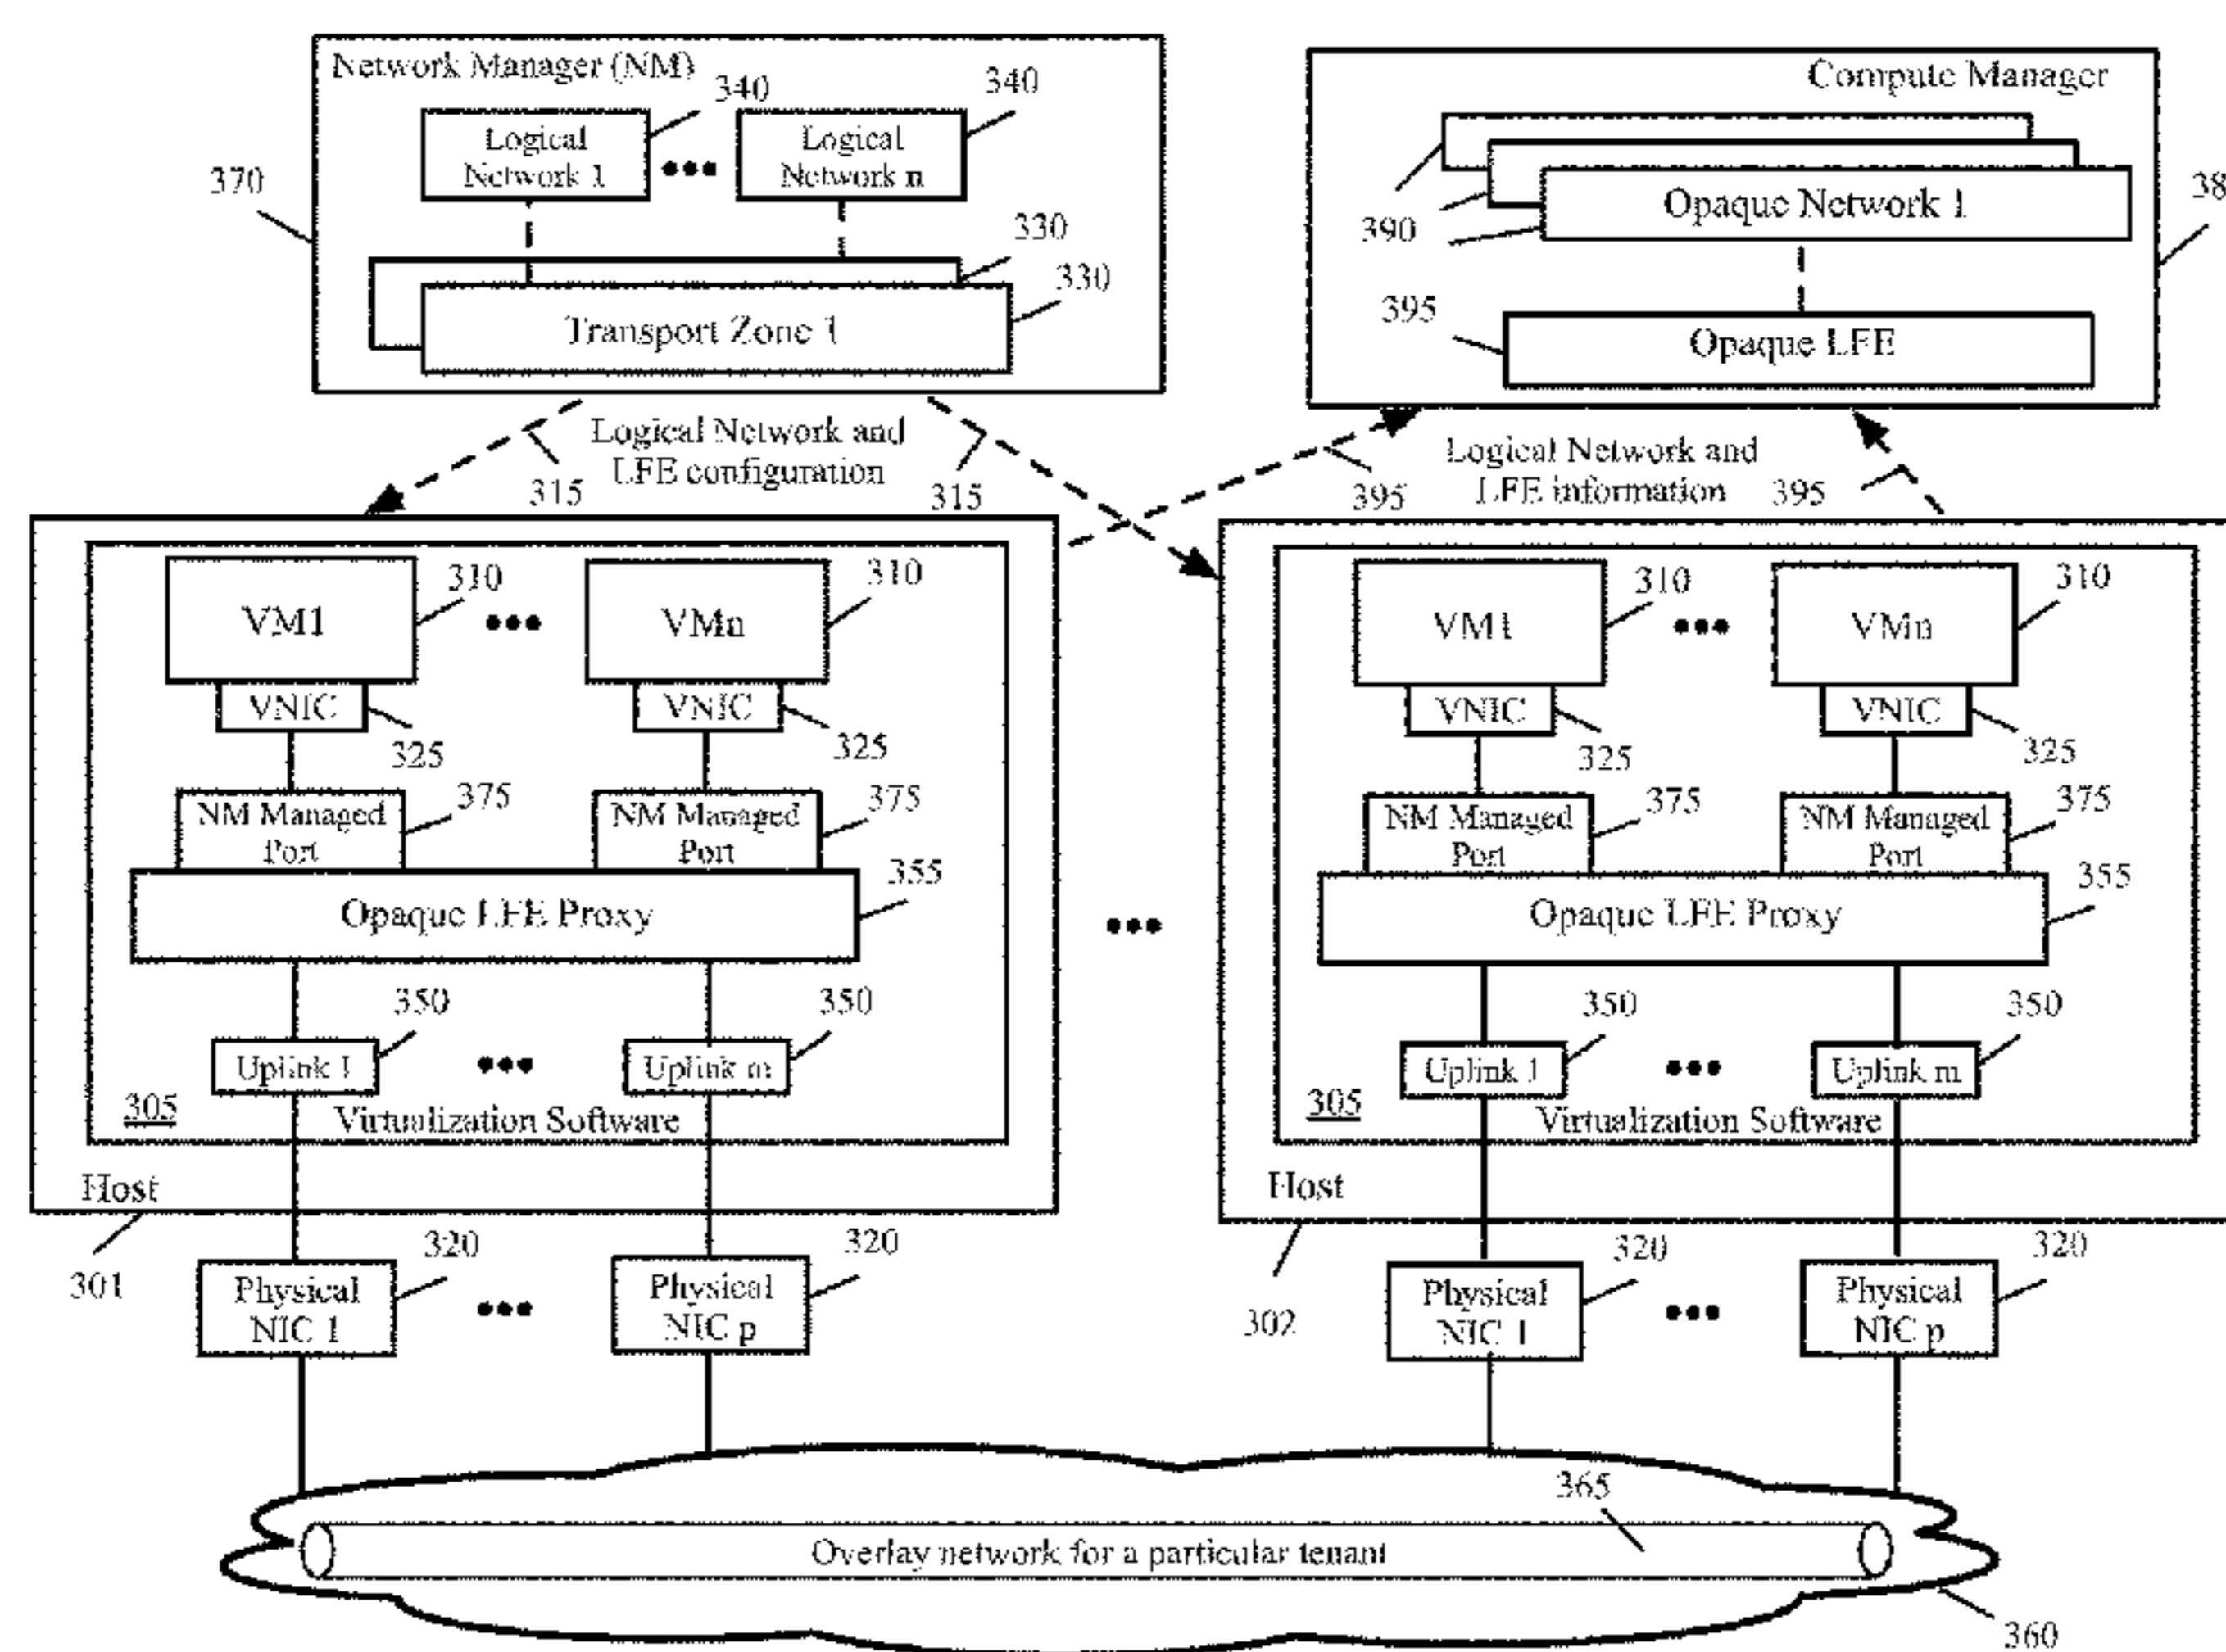 Network Manager (NM)
340
340
Logical
Network 1
Logical
Network n
370
330
330
Transport Zone 1
Compute Manager
390
Opaque Network 1
38
395
Opaque LFE
Logical Network and
LFE configuration
315
315
Logical Network and
LFE information
395
395
VM1
310
VMn
310
VNIC
325
VNIC
325
NM Managed
Port
375
NM Managed
Port
375
Opaque LFE Proxy
355
Uplink 1
350
Uplink m
350
305
Virtualization Software
Host
301
Physical
NIC 1
320
Physical
NIC p
320
VM1
310
VMn
310
VNIC
325
VNIC
325
NM Managed
Port
375
NM Managed
Port
375
Opaque LFE Proxy
355
Uplink 1
350
Uplink m
350
305
Virtualization Software
Host
302
Physical
NIC 1
320
Physical
NIC p
320
365
Overlay network for a particular tenant
360